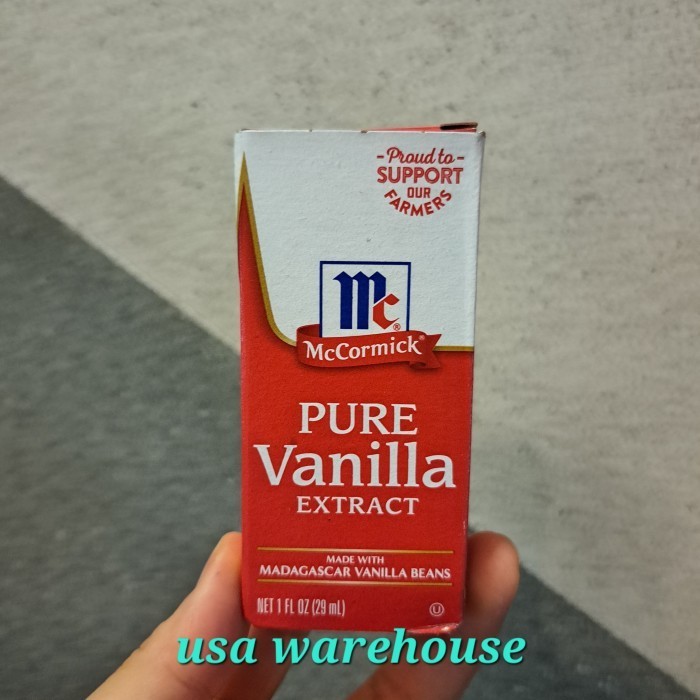 - Proud to -
SUPPORT
OUR
FARMERS
Mc®
McCormick®
PURE
Vanilla
EXTRACT
MADE WITH
MADAGASCAR VANILLA BEANS
NET 1 FL OZ (29 mL)
U
usa warehouse